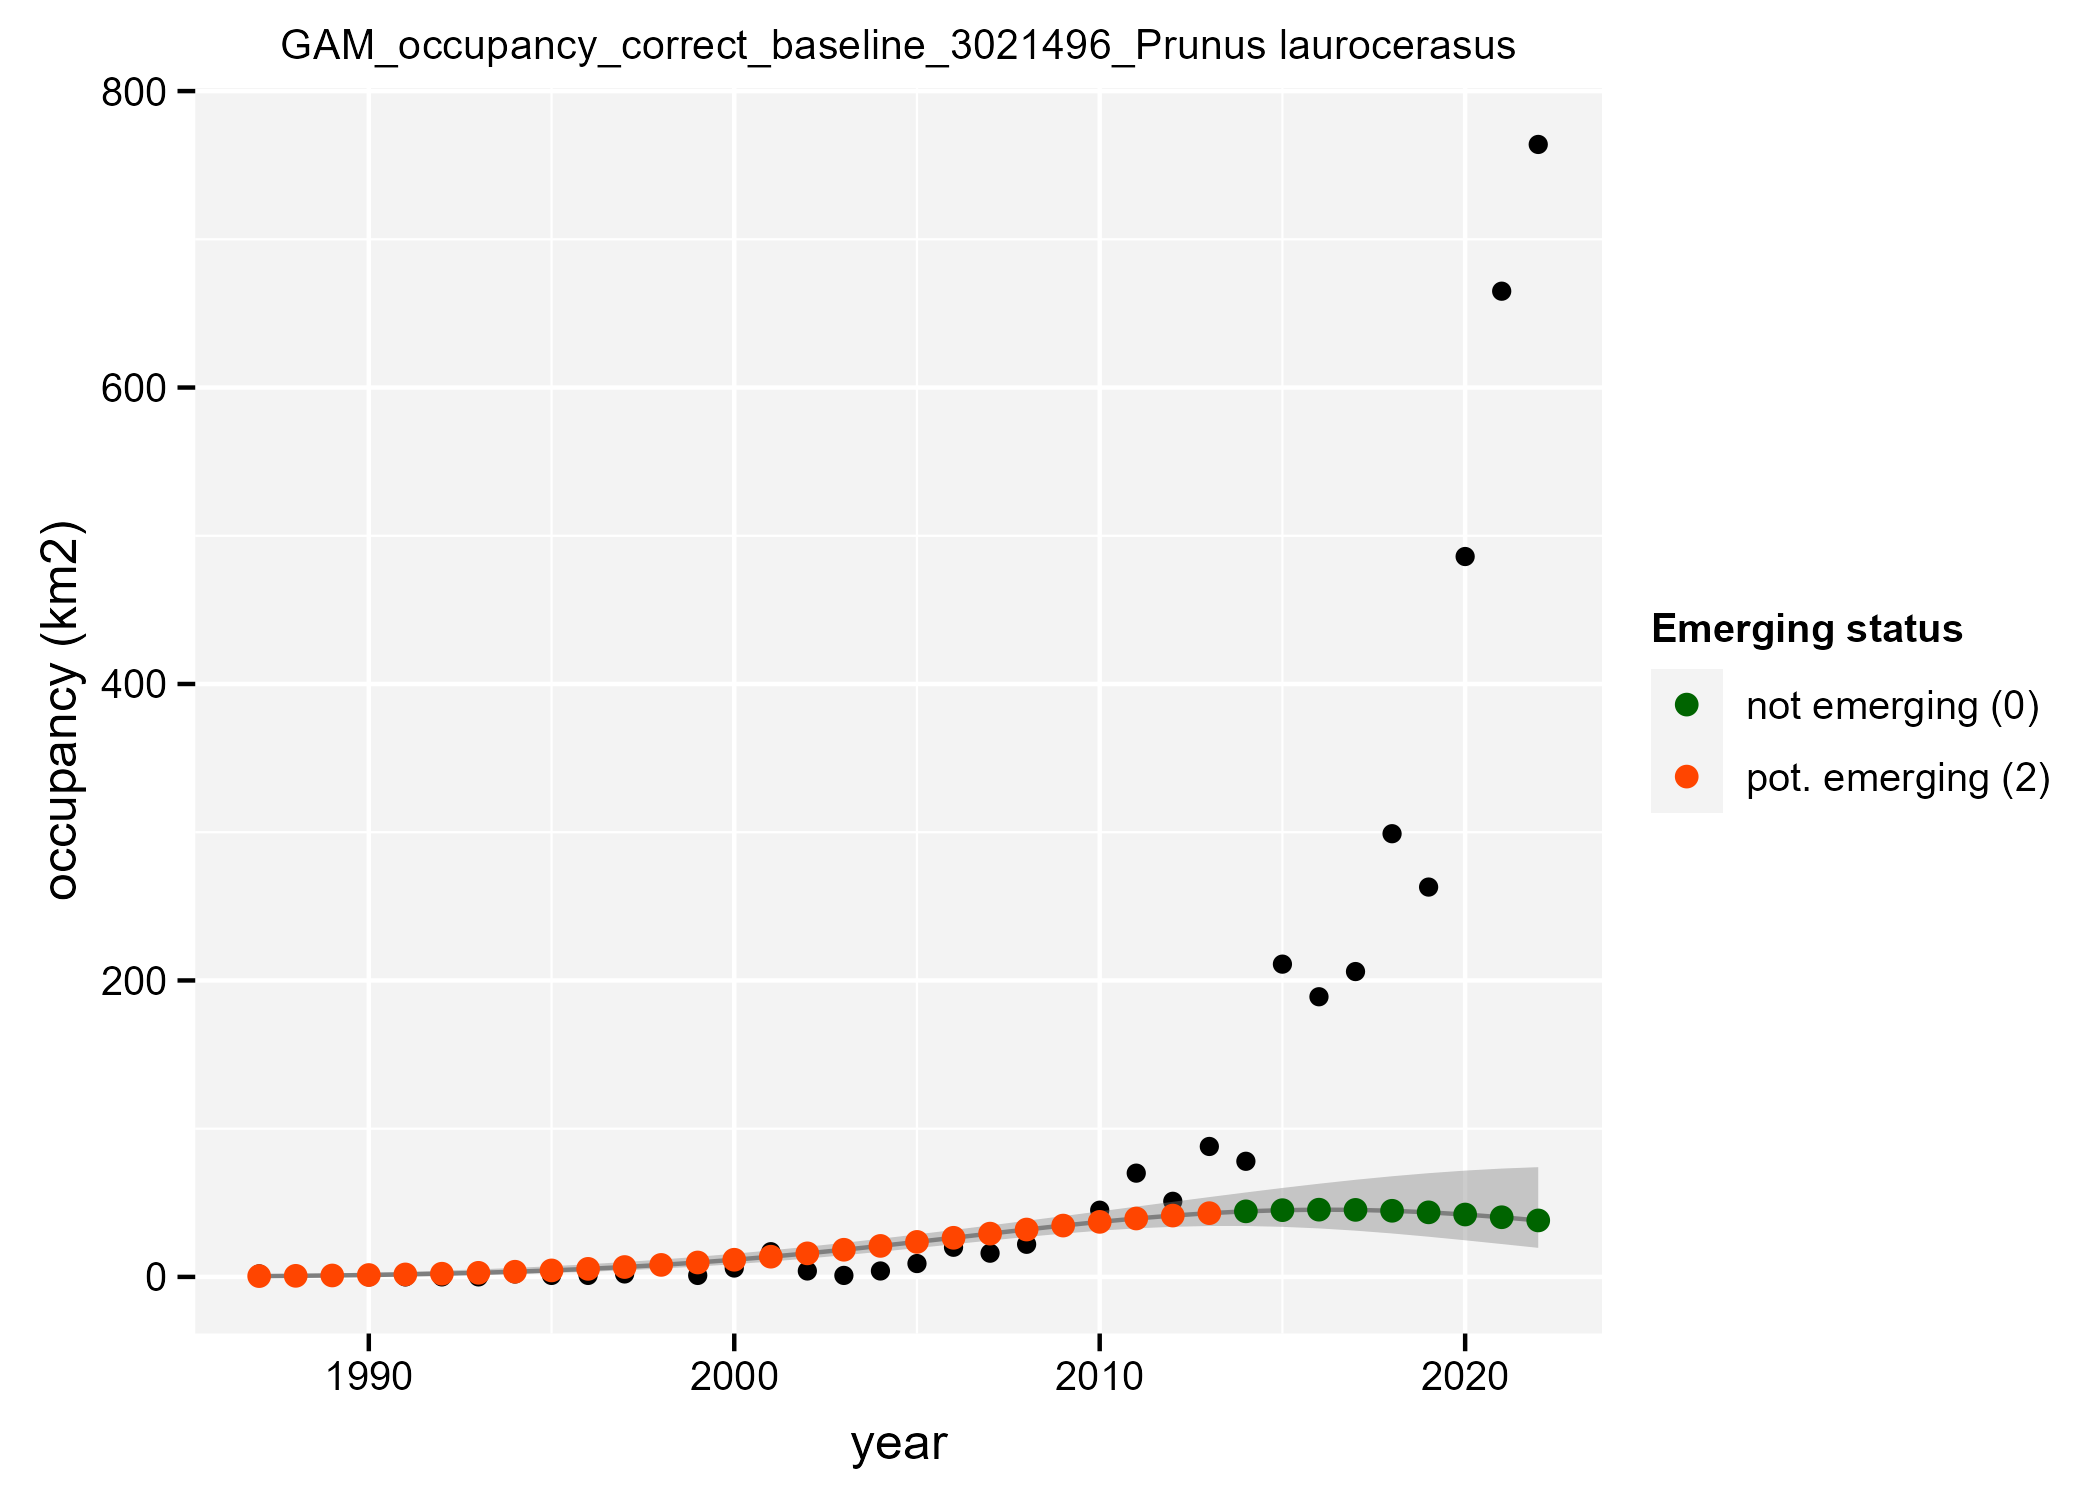 GAM_occupancy_correct_baseline_3021496_Prunus laurocerasus
800
600
400
200
0
occupancy (km2)
1990
2000
2010
2020
year
Emerging status
not emerging (0)
pot. emerging (2)